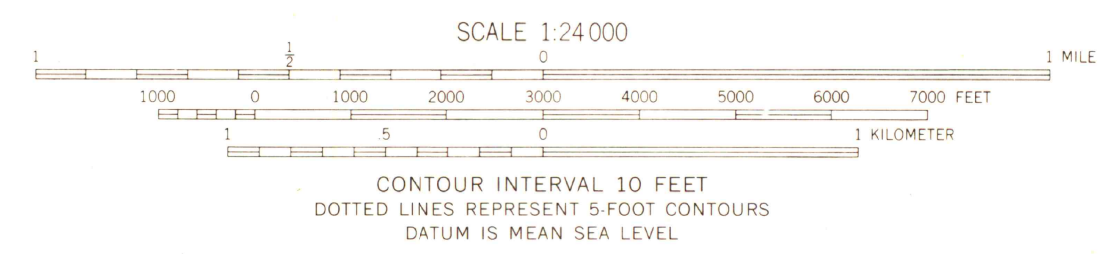 SCALE 1:24 000
1 1/2 0 1 MILE
1000 0 1000 2000 3000 4000 5000 6000 7000 FEET
1 .5 0 1 KILOMETER
CONTOUR INTERVAL 10 FEET
DOTTED LINES REPRESENT 5-FOOT CONTOURS
DATUM IS MEAN SEA LEVEL